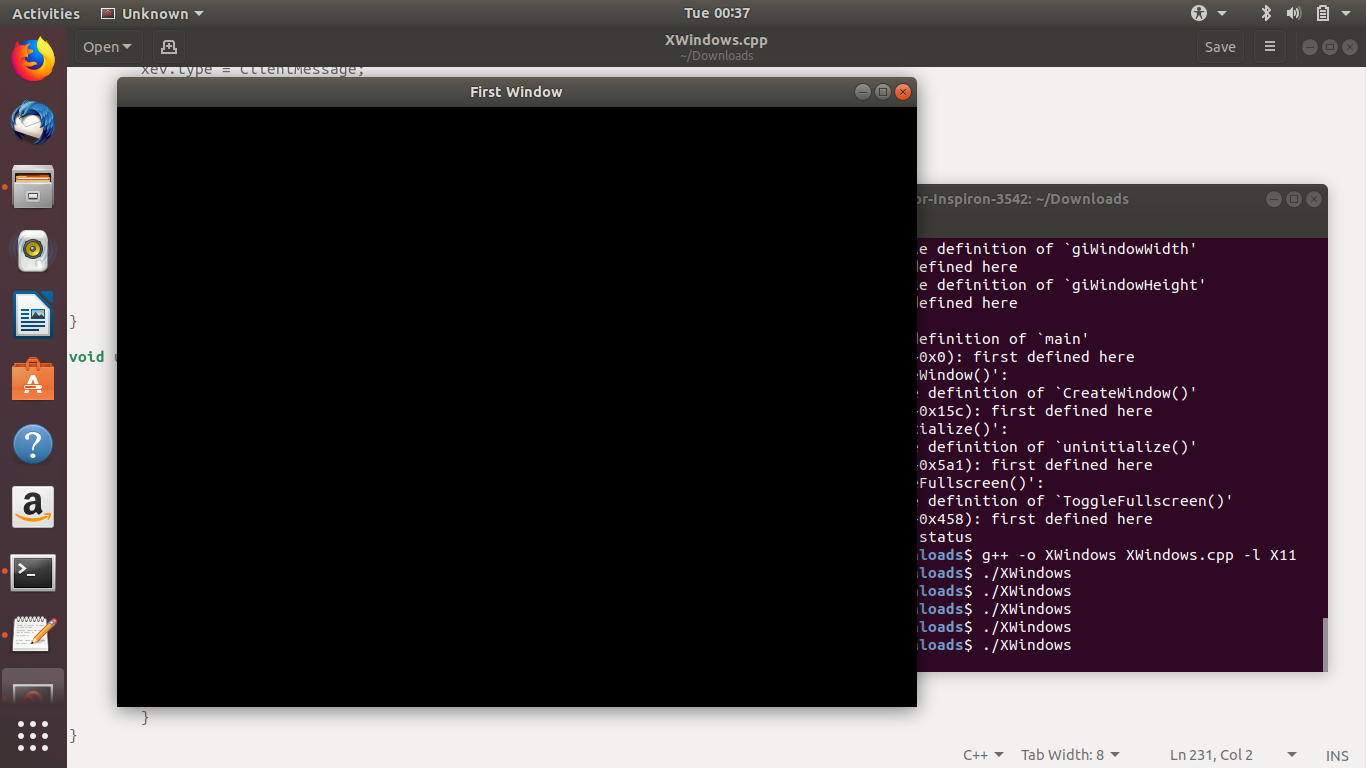 Activities
Unknown
Tue 00:37
Open
XWindows.cpp
~/Downloads
Save
xev.type = ClientMessage;
First Window
or-Inspiron-3542: ~/Downloads
e definition of `giWindowWidth'
defined here
e definition of `giWindowHeight'
defined here
definition of `main'
0x0): first defined here
Window()':
definition of `CreateWindow()'
0x15c): first defined here
ialize()':
definition of `uninitialize()'
0x5a1): first defined here
Fullscreen()':
definition of `ToggleFullscreen()'
0x458): first defined here
status
loads$ g++ -o XWindows XWindows.cpp -l X11
loads$ ./XWindows
loads$ ./XWindows
loads$ ./XWindows
loads$ ./XWindows
loads$ ./XWindows
}
void
}
}
C++
Tab Width: 8
Ln 231, Col 2
INS